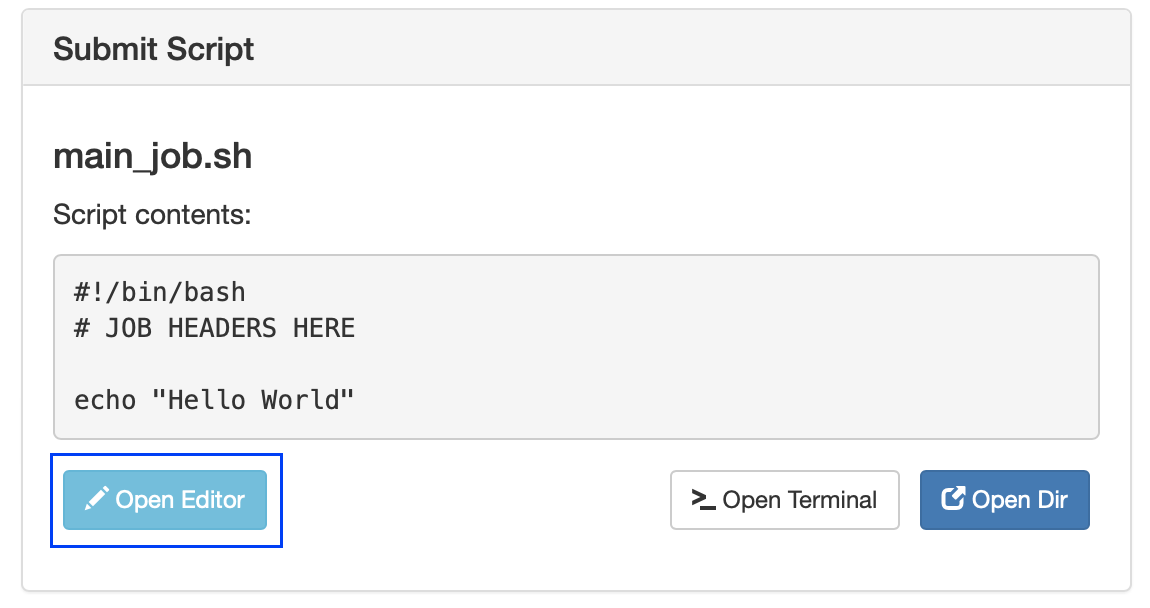 Submit Script
main_job.sh
Script contents:
#!/bin/bash
# JOB HEADERS HERE
echo "Hello World"
Open Editor
>_ Open Terminal
Open Dir